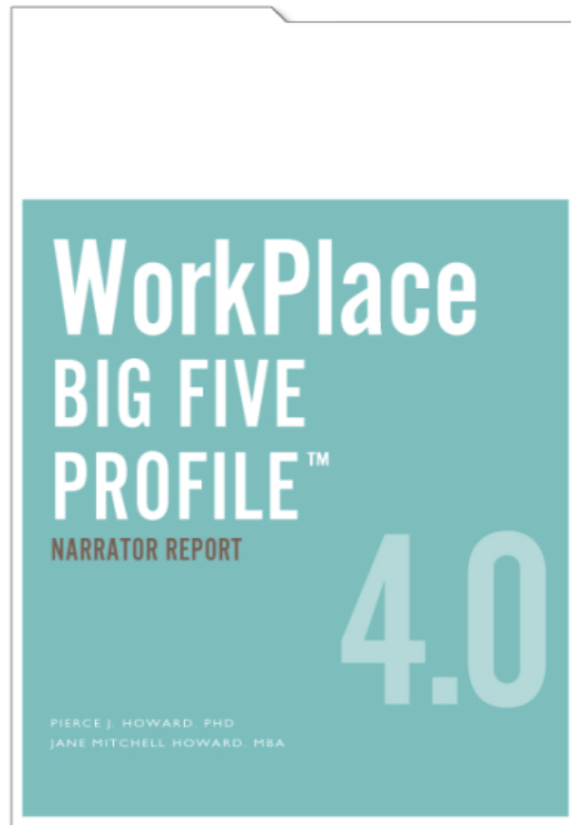 WorkPlace
BIG FIVE
PROFILE™
NARRATOR REPORT
4.0
PIERCE J. HOWARD, PHD
JANE MITCHELL HOWARD, MBA